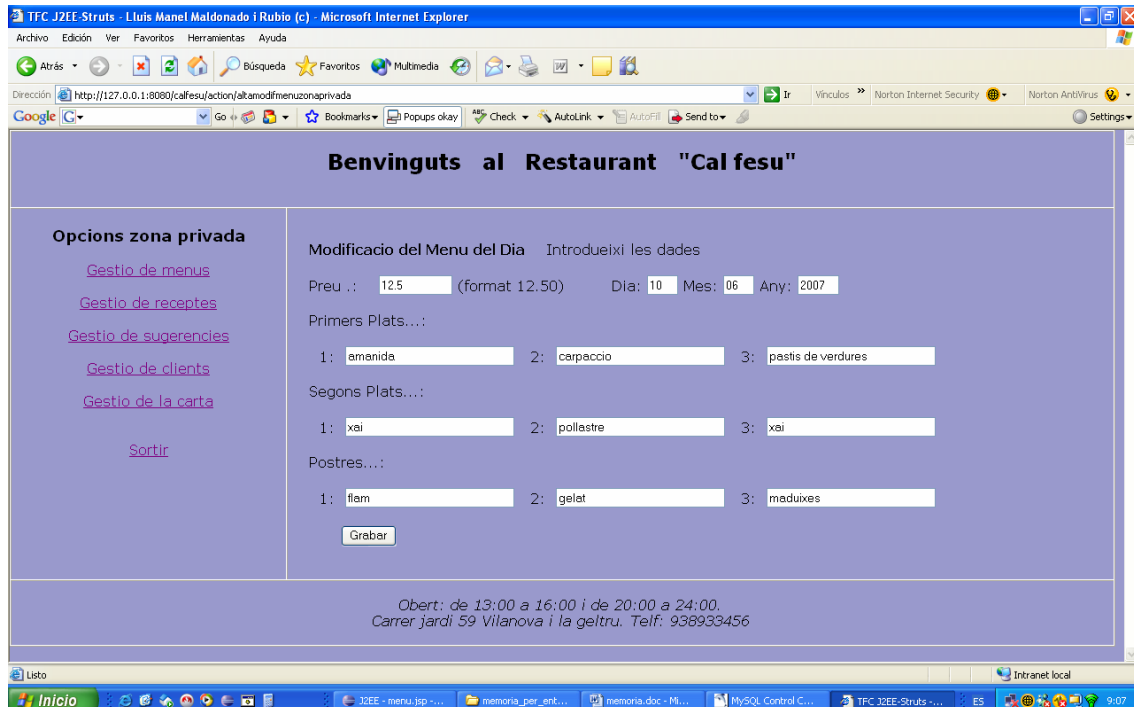 TFC J2EE-Struts - Lluis Manel Maldonado i Rubio (c) - Microsoft Internet Explorer
Archivo Edición Ver Favoritos Herramientas Ayuda
Atrás Búsqueda Favoritos Multimedia
Dirección http://127.0.0.1:8080/calfesu/action/altamodifmenuzonaprivada Ir Vínculos » Norton Internet Security Norton AntiVirus
Google G Go Bookmarks Popups okay ABC Check AutoLink AutoFill Send to Settings
Benvinguts al Restaurant "Cal fesu"
Opcions zona privada
Gestio de menus
Gestio de receptes
Gestio de sugerencies
Gestio de clients
Gestio de la carta
Sortir
Modificacio del Menu del Dia Introdueixi les dades
Preu .: 12.5 (format 12.50) Dia: 10 Mes: 06 Any: 2007
Primers Plats...:
1: amanida 2: carpaccio 3: pastis de verdures
Segons Plats...:
1: xai 2: pollastre 3: xai
Postres...:
1: flam 2: gelat 3: maduixes
Grabar
Obert: de 13:00 a 16:00 i de 20:00 a 24:00.
Carrer jardi 59 Vilanova i la geltru. Telf: 938933456
Listo Intranet local
Inicio J2EE - menu.jsp -... memoria_per_ent... memoria.doc - Mi... MySQL Control C... TFC J2EE-Struts -... ES 9:07